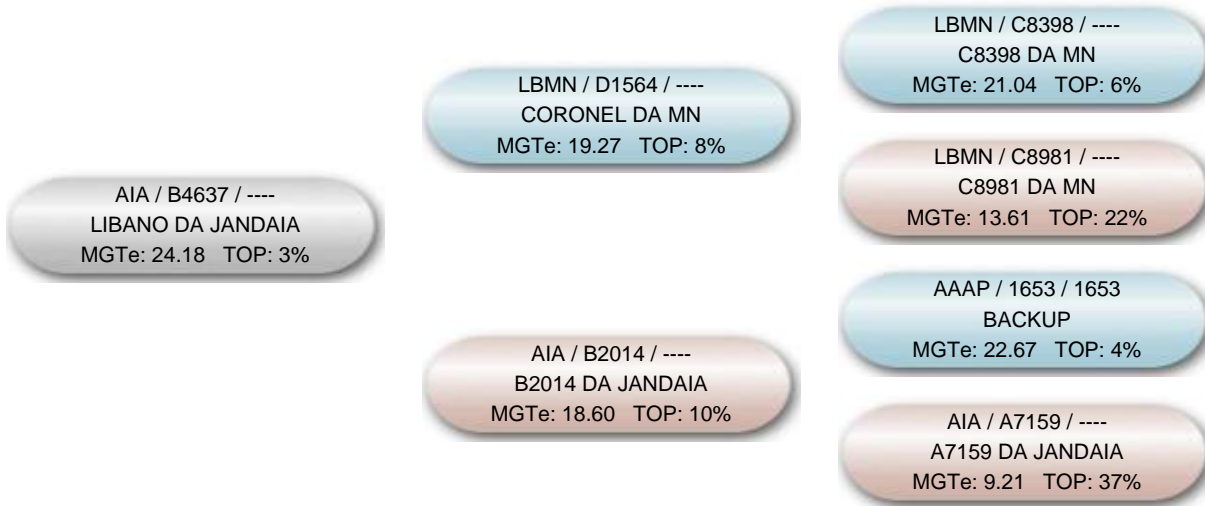 LBMN / C8398 / ----
C8398 DA MN
MGTe: 21.04 TOP: 6%
LBMN / D1564 / ----
CORONEL DA MN
MGTe: 19.27 TOP: 8%
LBMN / C8981 / ----
C8981 DA MN
MGTe: 13.61 TOP: 22%
AIA / B4637 / ----
LIBANO DA JANDAIA
MGTe: 24.18 TOP: 3%
AAAP / 1653 / 1653
BACKUP
MGTe: 22.67 TOP: 4%
AIA / B2014 / ----
B2014 DA JANDAIA
MGTe: 18.60 TOP: 10%
AIA / A7159 / ----
A7159 DA JANDAIA
MGTe: 9.21 TOP: 37%